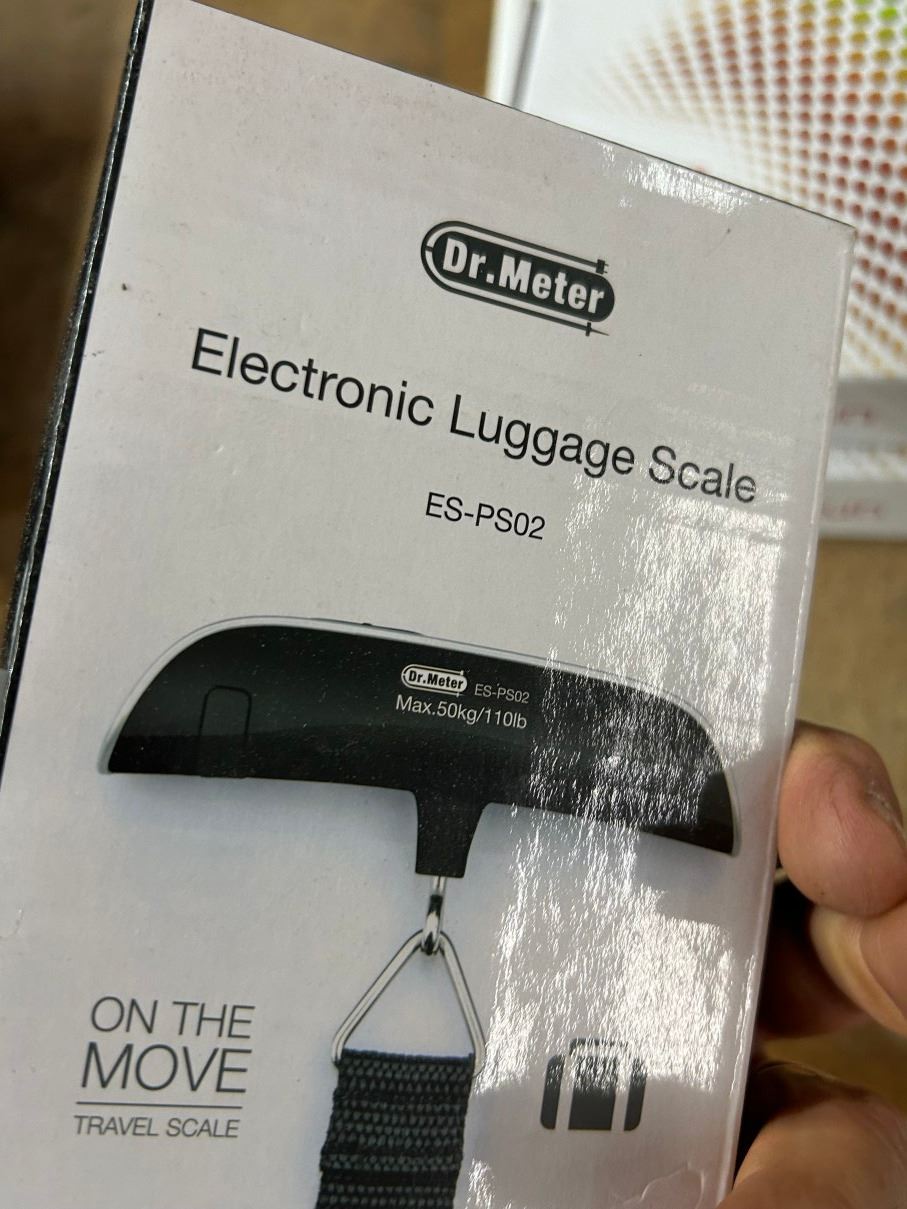 Dr.Meter
Electronic Luggage Scale
ES-PS02
Dr.Meter ES-PS02
Max.50kg/110lb
ON THE
MOVE
TRAVEL SCALE